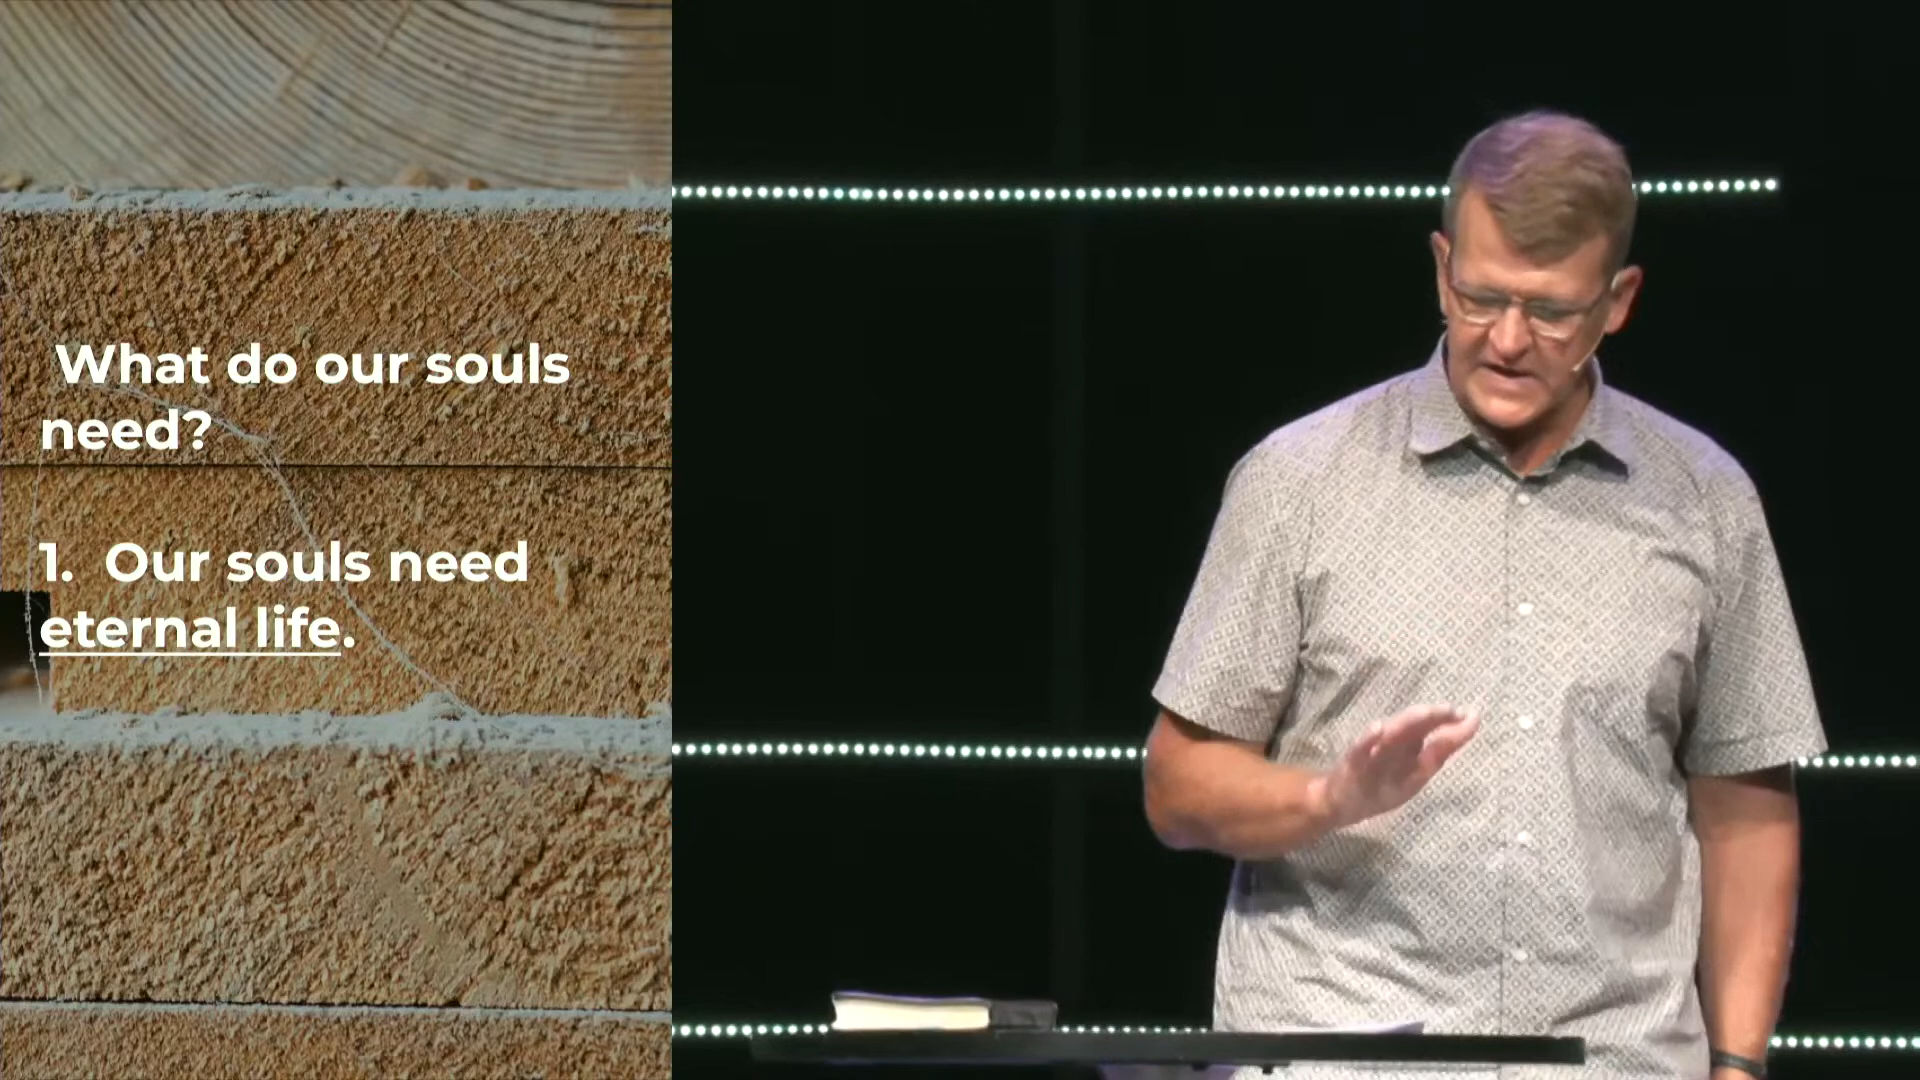 What do our souls
need?
1. Our souls need
eternal life.